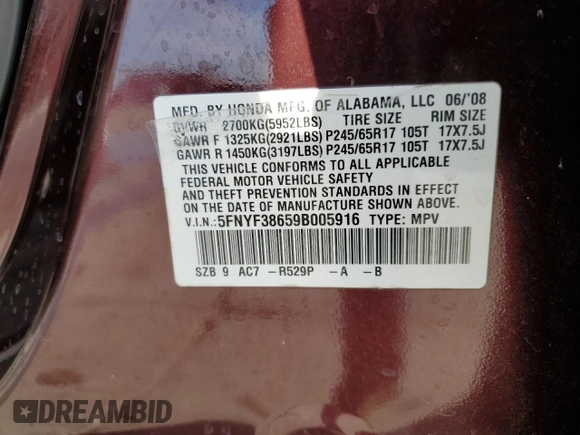 MFD. BY HONDA MFG. OF ALABAMA, LLC 06/'08
GVWR 2700KG(5952LBS) TIRE SIZE RIM SIZE
GAWR F 1325KG(2921LBS) P245/65R17 105T 17X7.5J
GAWR R 1450KG(3197LBS) P245/65R17 105T 17X7.5J
THIS VEHICLE CONFORMS TO ALL APPLICABLE
FEDERAL MOTOR VEHICLE SAFETY
AND THEFT PREVENTION STANDARDS IN EFFECT
ON THE DATE OF MANUFACTURE SHOWN ABOVE.
V.I.N.: 5FNYF38659B005916 TYPE: MPV
SZB 9 AC7 -R529P -A -B
DREAMBID